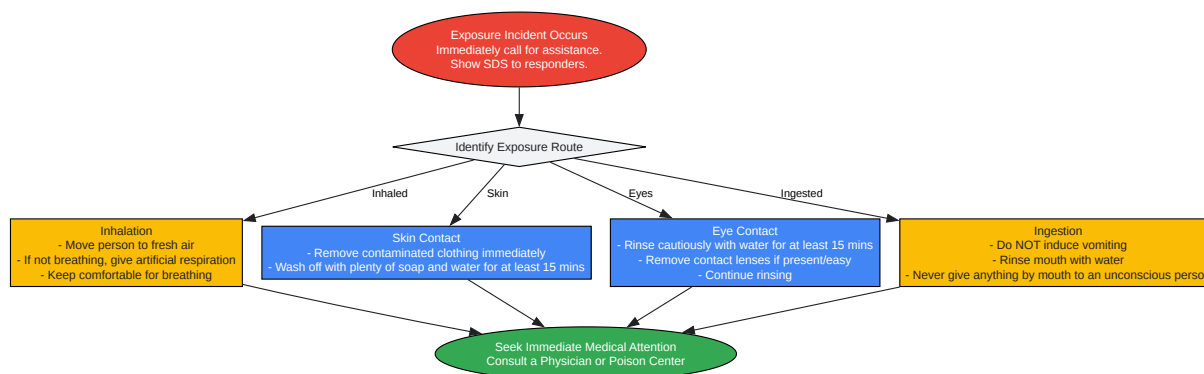 Exposure Incident Occurs
Immediately call for assistance.
Show SDS to responders.
Identify Exposure Route
Inhaled
Skin
Eyes
Ingested
Inhalation
- Move person to fresh air
- If not breathing, give artificial respiration
- Keep comfortable for breathing
Skin Contact
- Remove contaminated clothing immediately
- Wash off with plenty of soap and water for at least 15 mins
Eye Contact
- Rinse cautiously with water for at least 15 mins
- Remove contact lenses if present/easy
- Continue rinsing
Ingestion
- Do NOT induce vomiting
- Rinse mouth with water
- Never give anything by mouth to an unconscious perso
Seek Immediate Medical Attention
Consult a Physician or Poison Center